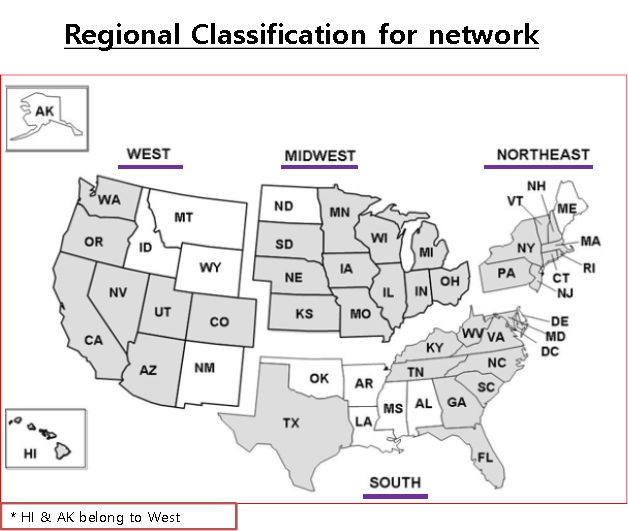 Regional Classification for network
AK
WEST
MIDWEST
NORTHEAST
WA
MT
ND
MN
VT
NH
ME
OR
ID
SD
WI
MI
NY
MA
WY
NE
IA
PA
RI
CT
NJ
NV
UT
CO
KS
MO
IL
IN
OH
CA
AZ
NM
OK
AR
KY
WV
VA
DE
MD
DC
TN
NC
SC
TX
LA
MS
AL
GA
FL
HI
SOUTH
* HI & AK belong to West